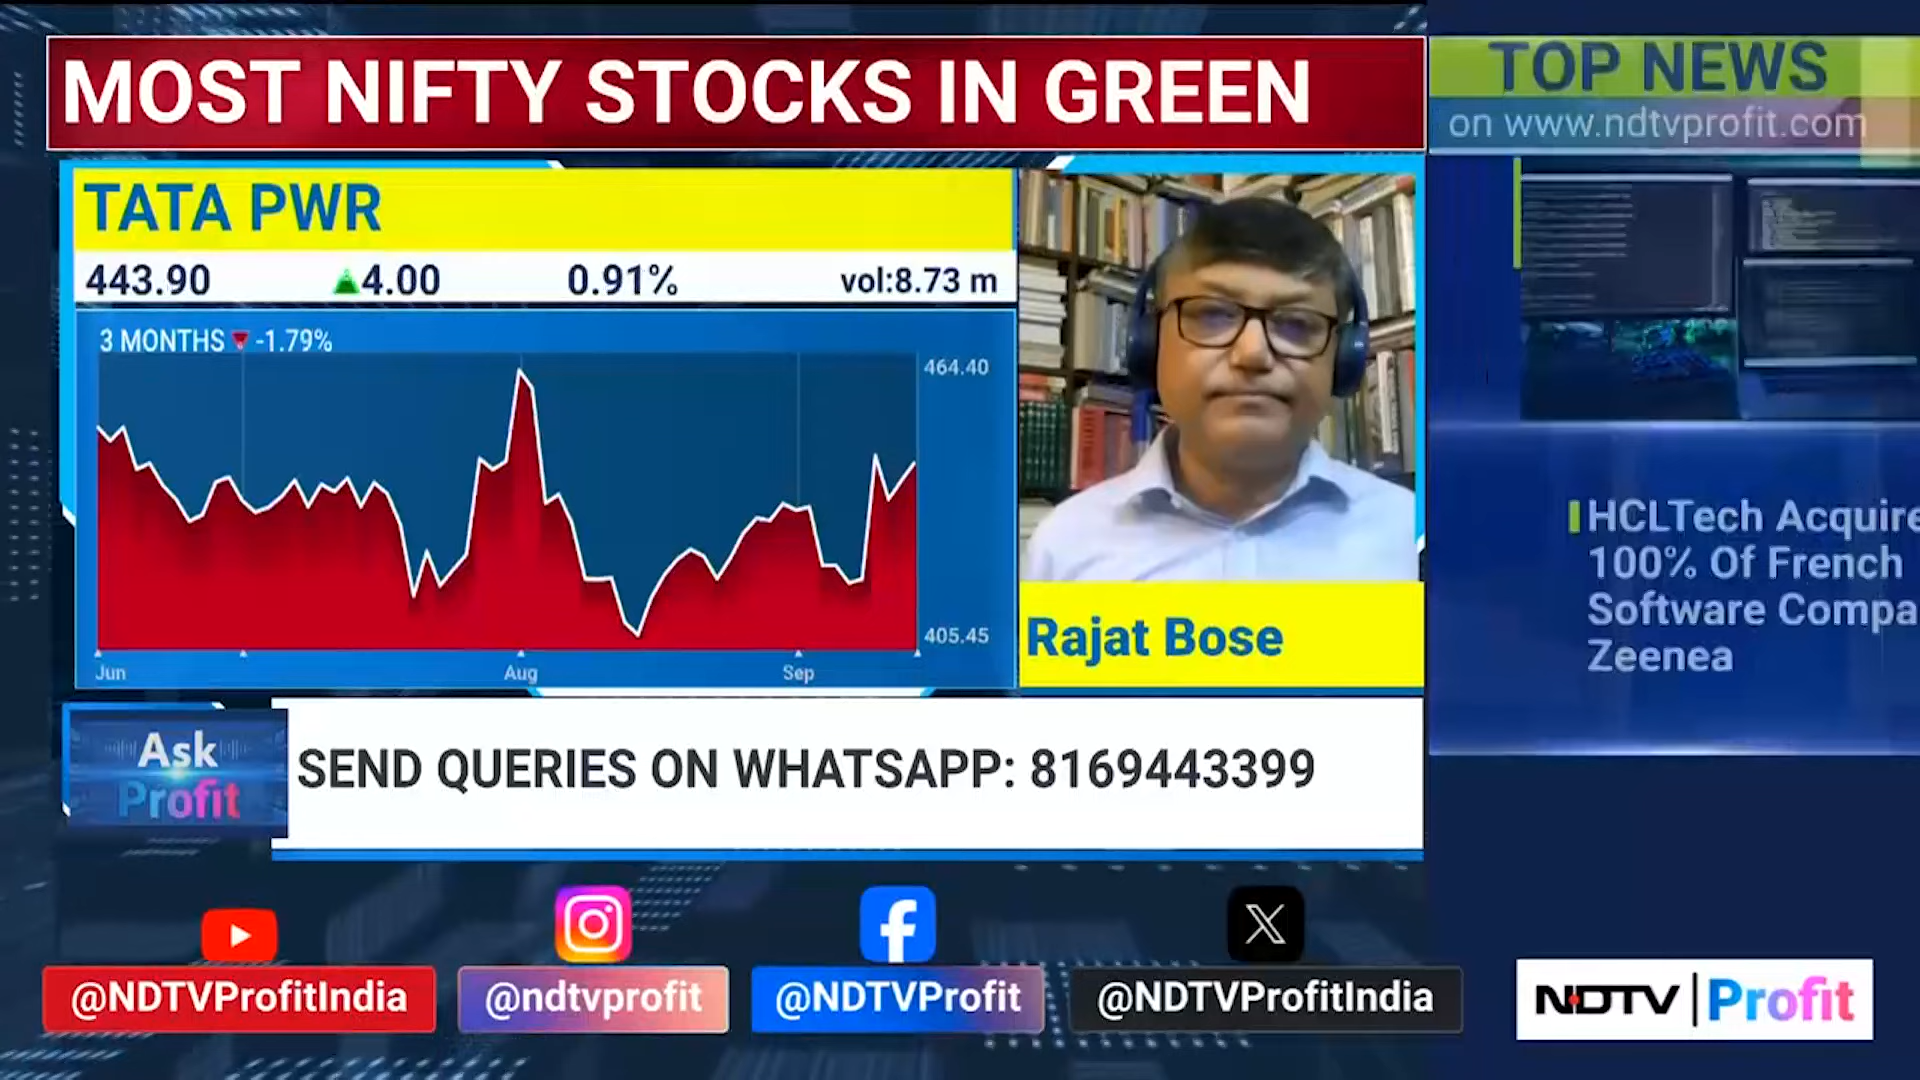 MOST NIFTY STOCKS IN GREEN
TATA PWR
443.90 4.00 0.91% vol:8.73 m
3 MONTHS -1.79%
464.40
405.45
Jun Aug Sep
Rajat Bose
Ask
Profit
SEND QUERIES ON WHATSAPP: 8169443399
TOP NEWS
on www.ndtvprofit.com
HCLTech Acquire
100% Of French
Software Compa
Zeenea
@NDTVProfitIndia
@ndtvprofit
@NDTVProfit
@NDTVProfitIndia
NDTV Profit